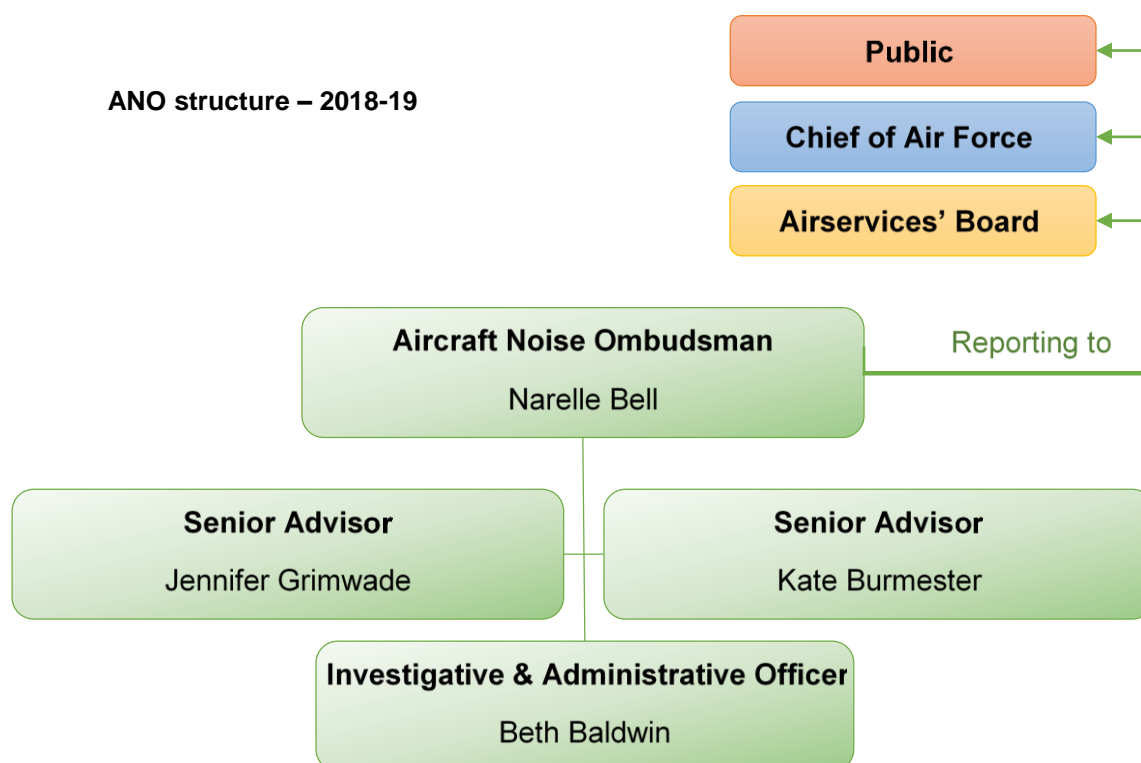 Public
ANO structure – 2018-19
Chief of Air Force
Airservices’ Board
Aircraft Noise Ombudsman
Narelle Bell
Reporting to
Senior Advisor
Jennifer Grimwade
Senior Advisor
Kate Burmester
Investigative & Administrative Officer
Beth Baldwin